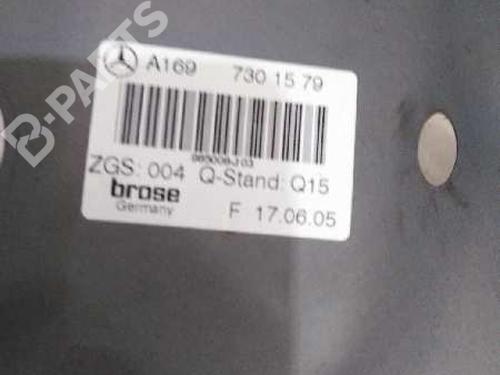 A169 730 15 79
ZGS: 004 Q-Stand: Q15
brose
Germany F 17.06.05
B-PARTS